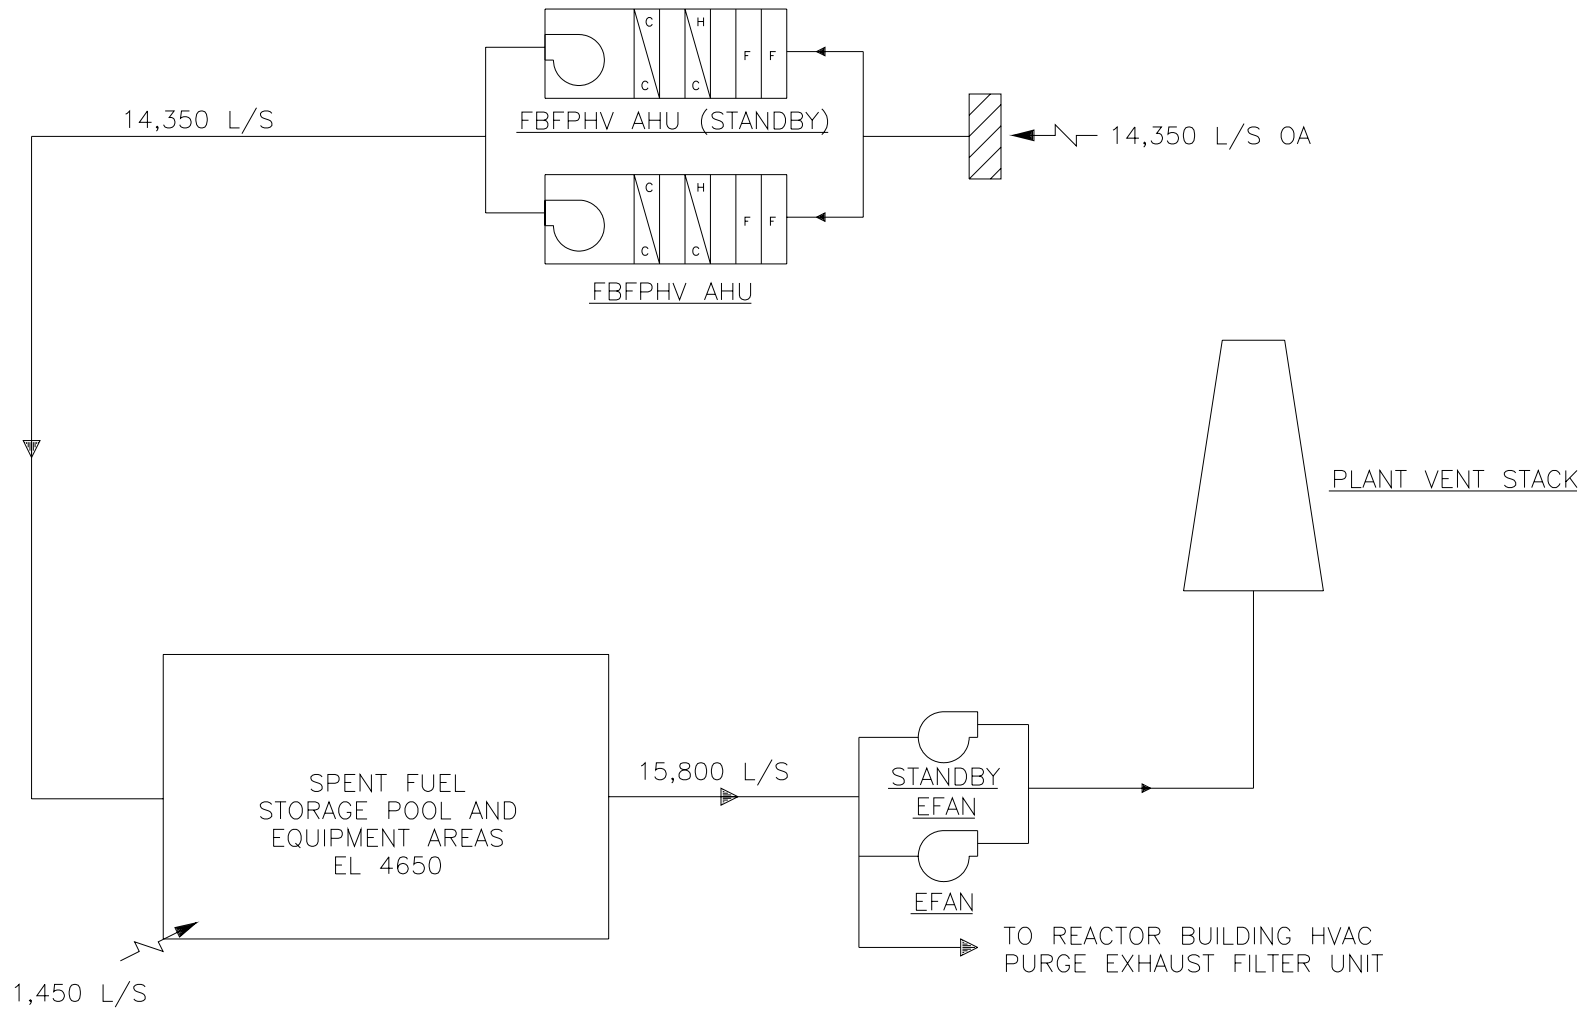 C H
F F
C C
14,350 L/S
FBFPHV AHU (STANDBY)
14,350 L/S OA
C H
F F
C C
FBFPHV AHU
PLANT VENT STACK
SPENT FUEL
STORAGE POOL AND
EQUIPMENT AREAS
EL 4650
15,800 L/S
STANDBY
EFAN
EFAN
TO REACTOR BUILDING HVAC
PURGE EXHAUST FILTER UNIT
1,450 L/S